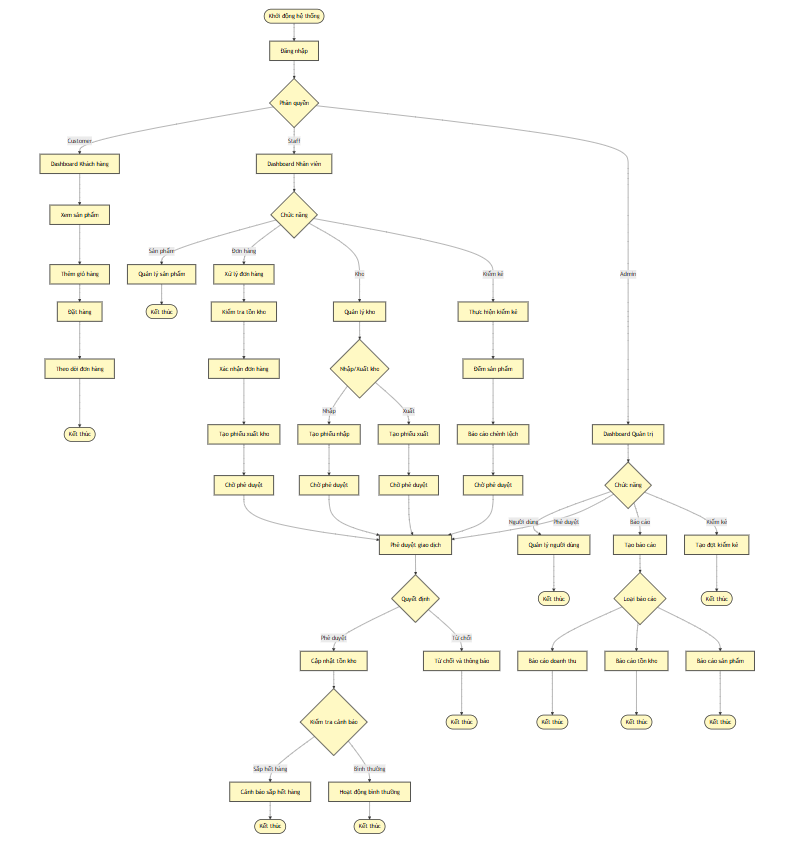 Khởi động hệ thống
Đăng nhập
Phân quyền
Customer
Staff
Dashboard Khách hàng
Dashboard Nhân viên
Xem sản phẩm
Chức năng
Sản phẩm
Đơn hàng
Kho
Kiểm kê
Admin
Thêm giỏ hàng
Quản lý sản phẩm
Xử lý đơn hàng
Đặt hàng
Kết thúc
Kiểm tra tồn kho
Quản lý kho
Thực hiện kiểm kê
Theo dõi đơn hàng
Xác nhận đơn hàng
Nhập/Xuất kho
Đếm sản phẩm
Nhập
Xuất
Kết thúc
Tạo phiếu xuất kho
Tạo phiếu nhập
Tạo phiếu xuất
Báo cáo chênh lệch
Dashboard Quản trị
Chờ phê duyệt
Chờ phê duyệt
Chờ phê duyệt
Chờ phê duyệt
Chức năng
Người dùng
Phê duyệt
Báo cáo
Kiểm kê
Phê duyệt giao dịch
Quản lý người dùng
Tạo báo cáo
Tạo đợt kiểm kê
Quyết định
Kết thúc
Loại báo cáo
Kết thúc
Phê duyệt
Từ chối
Cập nhật tồn kho
Từ chối và thông báo
Báo cáo doanh thu
Báo cáo tồn kho
Báo cáo sản phẩm
Kiểm tra cảnh báo
Kết thúc
Kết thúc
Kết thúc
Kết thúc
Sắp hết hàng
Bình thường
Cảnh báo sắp hết hàng
Hoạt động bình thường
Kết thúc
Kết thúc